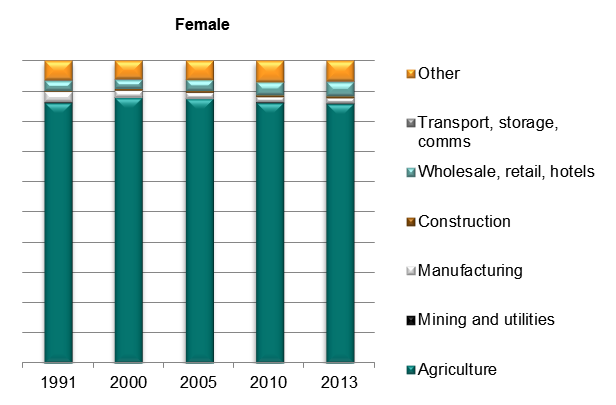 Female
Other
Transport, storage,
comms
Wholesale, retail, hotels
Construction
Manufacturing
Mining and utilities
Agriculture
1991 2000 2005 2010 2013